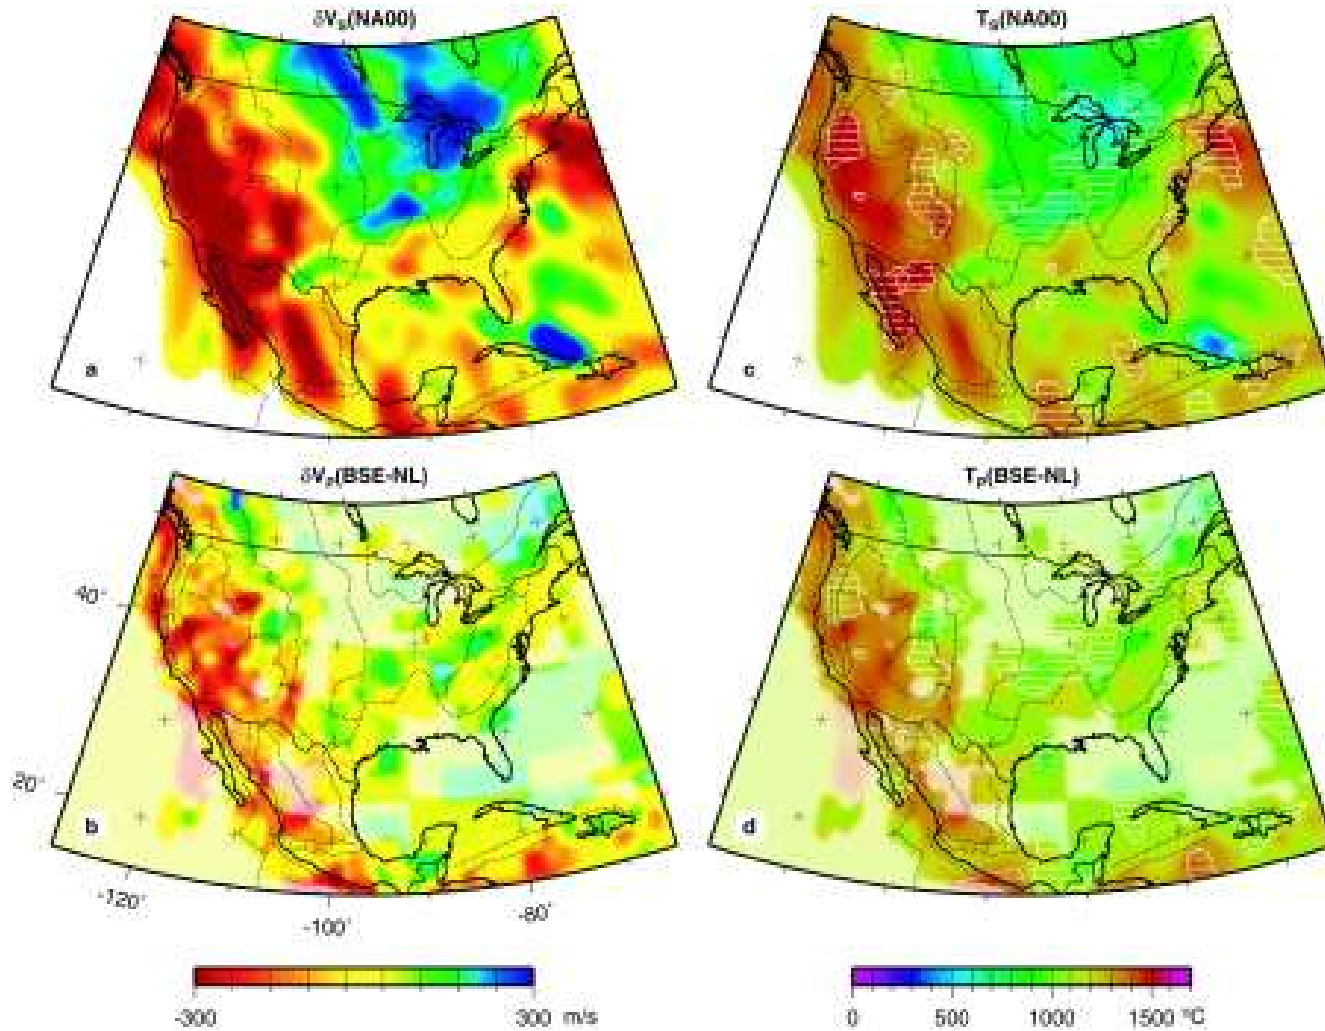 δVS(NA00)
TS(NA00)
a
c
δVP(BSE-NL)
TP(BSE-NL)
40°
20°
b
d
-120°
-100°
-80°
-300
300 m/s
0
500
1000
1500 °C